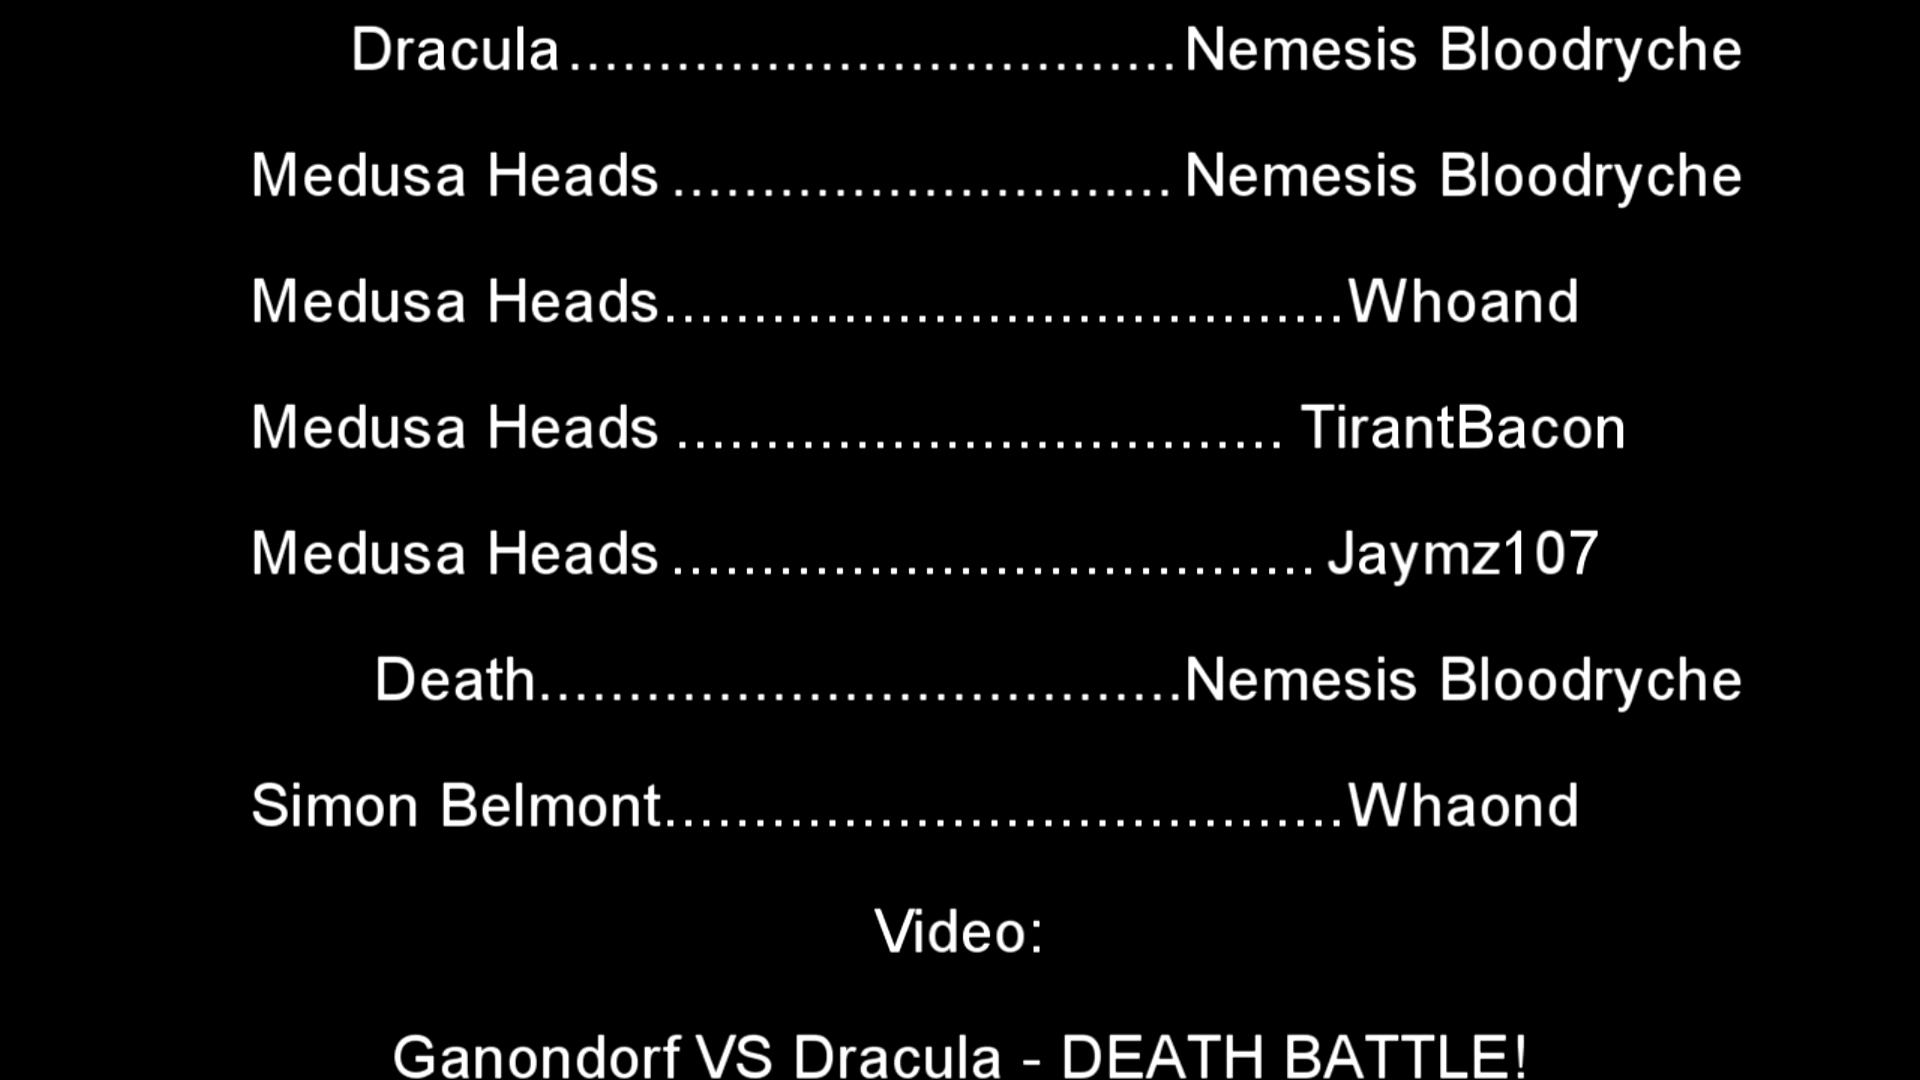 Dracula..................................Nemesis Bloodryche
Medusa Heads ............................ Nemesis Bloodryche
Medusa Heads......................................Whoand
Medusa Heads .................................. TirantBacon
Medusa Heads .................................... Jaymz107
Death....................................Nemesis Bloodryche
Simon Belmont......................................Whaond
Video:
Ganondorf VS Dracula - DEATH BATTLE!